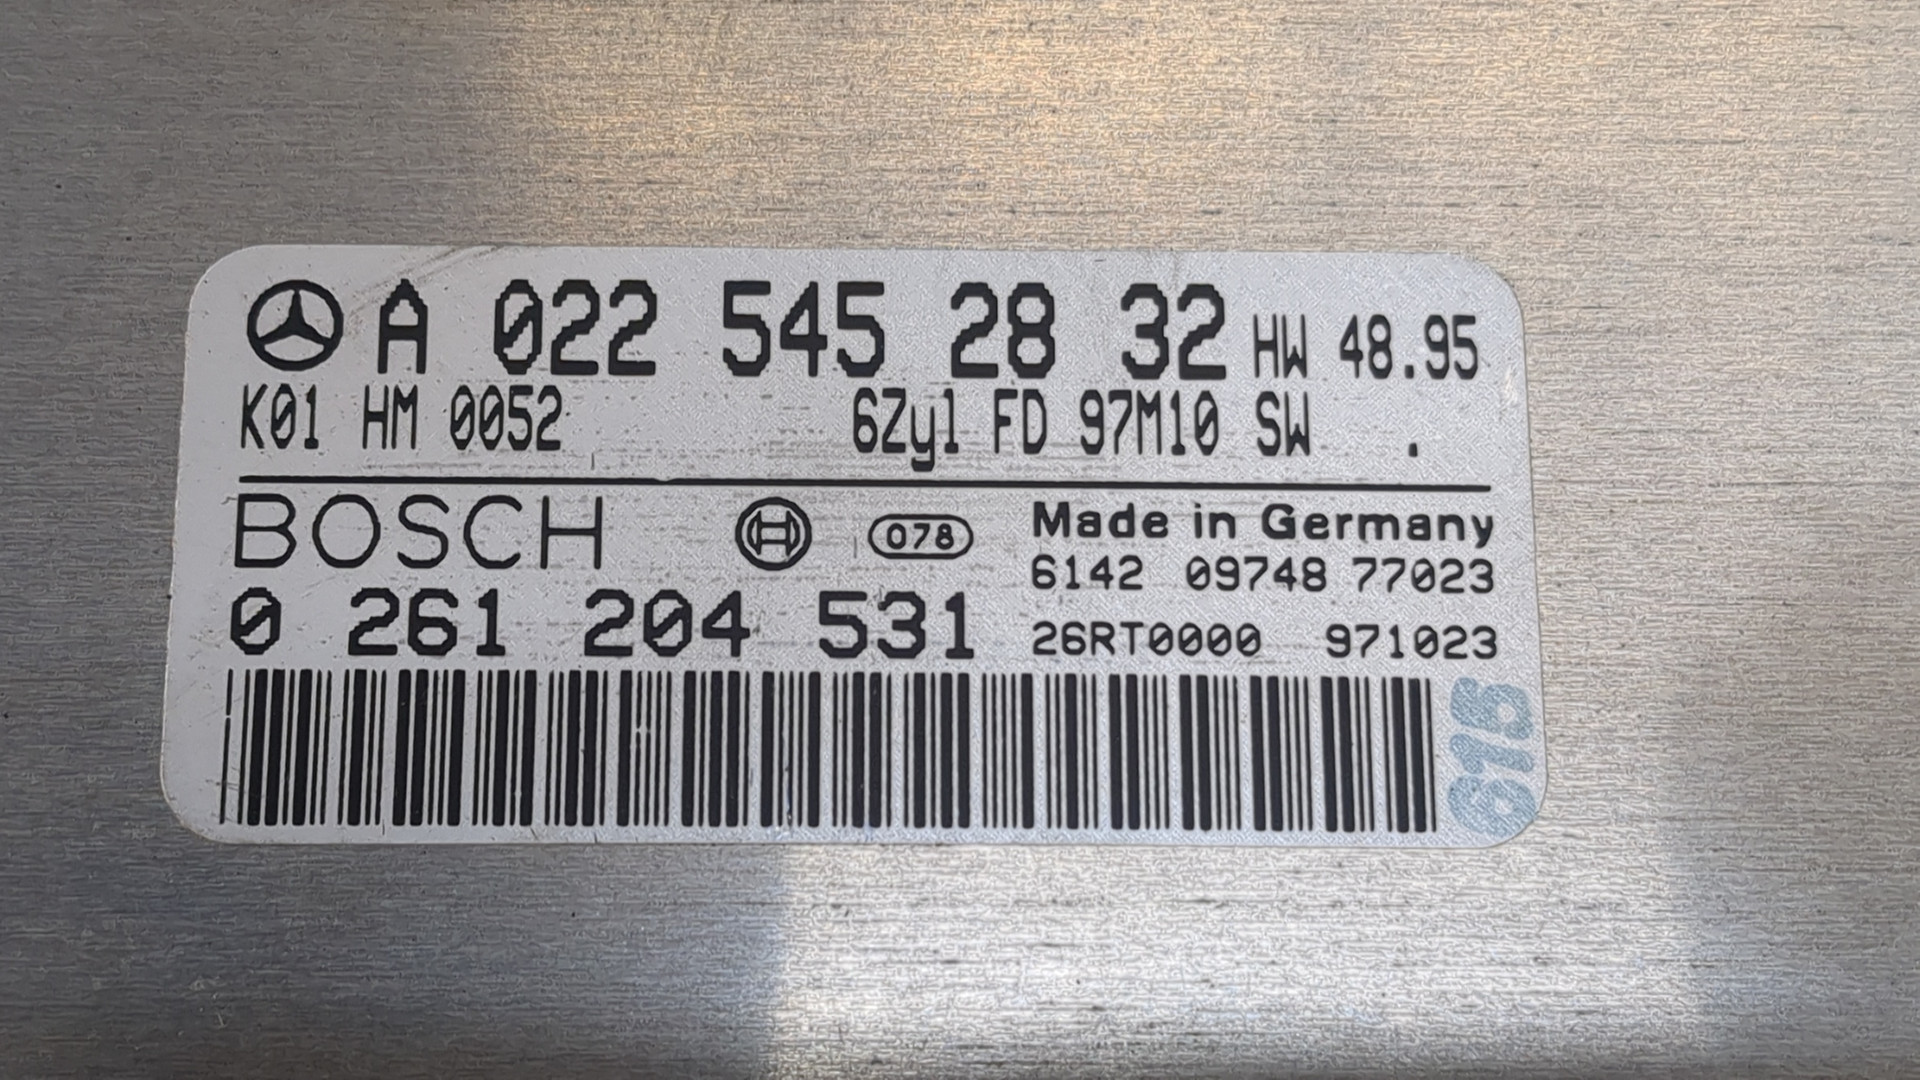 A 022 545 28 32 HW 48.95
K01 HM 0052 6Zyl FD 97M10 SW .
BOSCH 078 Made in Germany
6142 09748 77023
0 261 204 531 26RT0000 971023
615